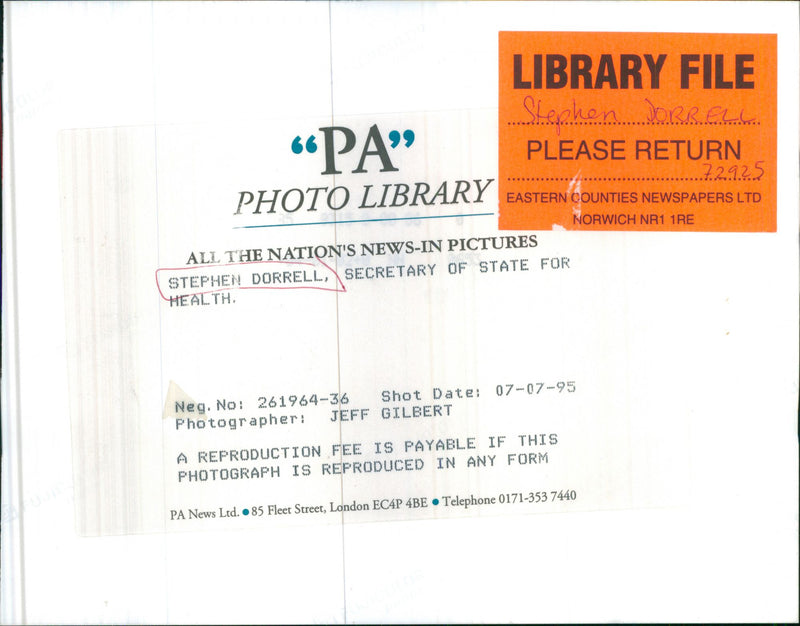 LIBRARY FILE
Stephen DORRELL
PLEASE RETURN
72925
EASTERN COUNTIES NEWSPAPERS LTD
NORWICH NR1 1RE
"PA"
PHOTO LIBRARY
ALL THE NATION'S NEWS-IN PICTURES
STEPHEN DORRELL, SECRETARY OF STATE FOR
HEALTH.
Neg.No: 261964-36 Shot Date: 07-07-95
Photographer: JEFF GILBERT
A REPRODUCTION FEE IS PAYABLE IF THIS
PHOTOGRAPH IS REPRODUCED IN ANY FORM
PA News Ltd. • 85 Fleet Street, London EC4P 4BE • Telephone 0171-353 7440